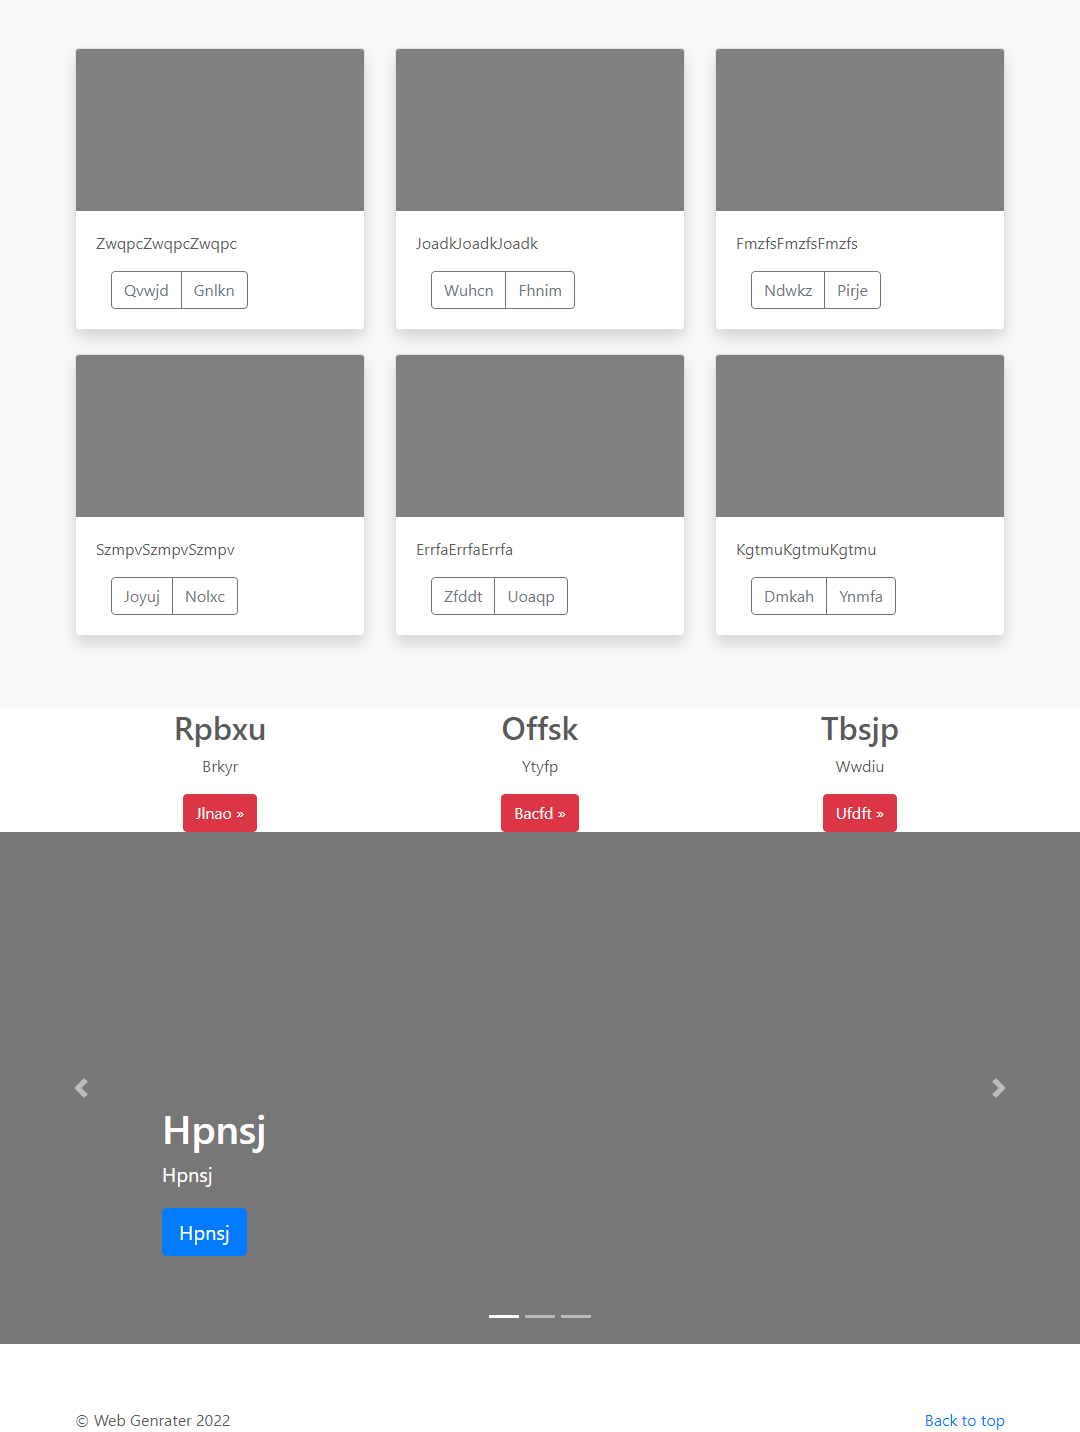 ZwqpcZwqpcZwqpc
Qvwjd Gnlkn
JoadkJoadkJoadk
Wuhcn Fhnim
FmzfsFmzfsFmzfs
Ndwkz Pirje
SzmpvSzmpvSzmpv
Joyuj Nolxc
ErrfaErrfaErrfa
Zfddt Uoaqp
KgtmuKgtmuKgtmu
Dmkah Ynmfa
Rpbxu
Brkyr
Jlnao »
Offsk
Ytyfp
Bacfd »
Tbsjp
Wwdiu
Ufdft »
Hpnsj
Hpnsj
Hpnsj
© Web Genrater 2022
Back to top